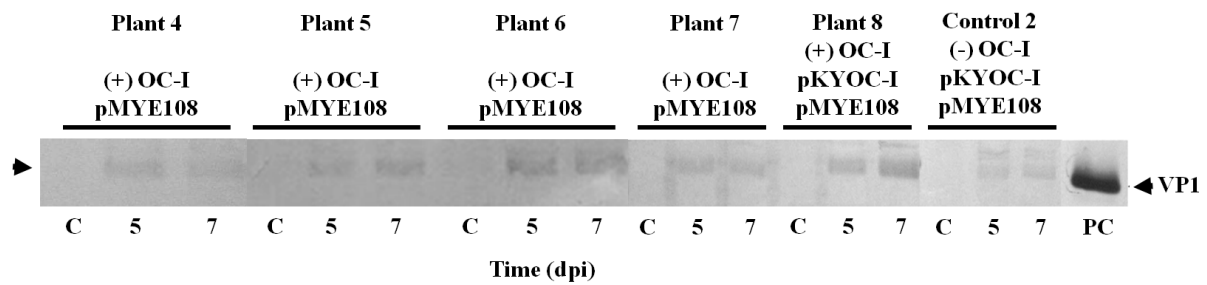 Plant 4 Plant 5 Plant 6 Plant 7 Plant 8 Control 2
(+) OC-I (-) OC-I
(+) OC-I (+) OC-I (+) OC-I (+) OC-I pKYOC-I pKYOC-I
pMYE108 pMYE108 pMYE108 pMYE108 pMYE108 pMYE108
VP1
C 5 7 C 5 7 C 5 7 C 5 7 C 5 7 C 5 7 PC
Time (dpi)